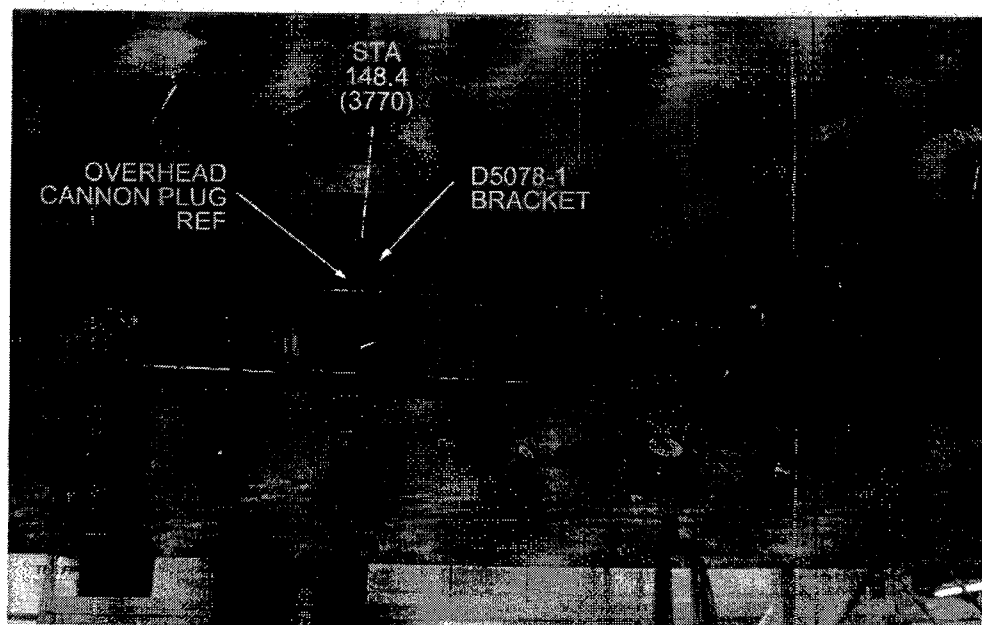 STA
148.4
(3770)
OVERHEAD
CANNON PLUG
REF
D5078-1
BRACKET